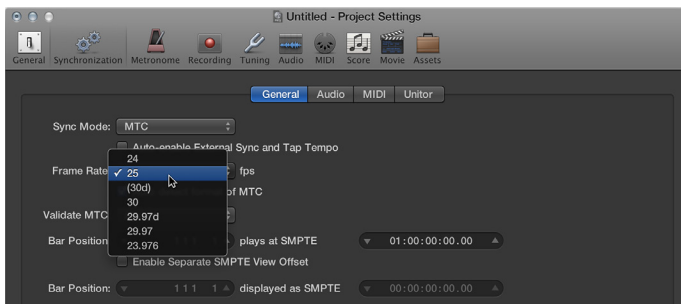 Untitled - Project Settings
General Synchronization Metronome Recording Tuning Audio MIDI Score Movie Assets
General Audio MIDI Unitor
Sync Mode: MTC
Auto-enable External Sync and Tap Tempo
24
Frame Rate ✓ 25 fps
(30d) of MTC
30
Validate MTC 29.97d
29.97
Bar Position 1 1 plays at SMPTE 01:00:00:00.00
23.976
Enable Separate SMPTE View Offset
Bar Position: 1 1 1 1 displayed as SMPTE 00:00:00:00.00